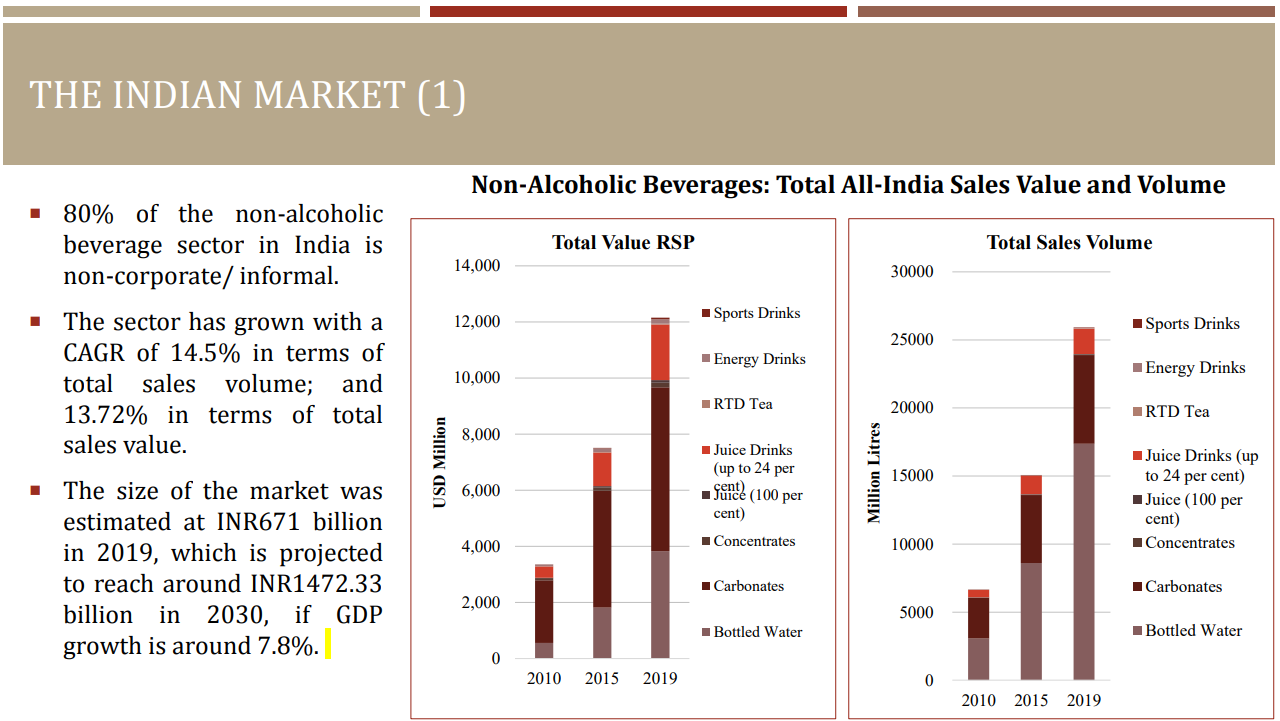 THE INDIAN MARKET (1)
80% of the non-alcoholic
beverage sector in India is
non-corporate/ informal.
The sector has grown with a
CAGR of 14.5% in terms of
total sales volume; and
13.72% in terms of total
sales value.
The size of the market was
estimated at INR671 billion
in 2019, which is projected
to reach around INR1472.33
billion in 2030, if GDP
growth is around 7.8%.
Non-Alcoholic Beverages: Total All-India Sales Value and Volume
Total Value RSP
USD Million
14,000
12,000
10,000
8,000
6,000
4,000
2,000
0
2010 2015 2019
Sports Drinks
Energy Drinks
RTD Tea
Juice Drinks
(up to 24 per
cent)
Juice (100 per
cent)
Concentrates
Carbonates
Bottled Water
Total Sales Volume
Million Litres
30000
25000
20000
15000
10000
5000
0
2010 2015 2019
Sports Drinks
Energy Drinks
RTD Tea
Juice Drinks (up
to 24 per cent)
Juice (100 per
cent)
Concentrates
Carbonates
Bottled Water